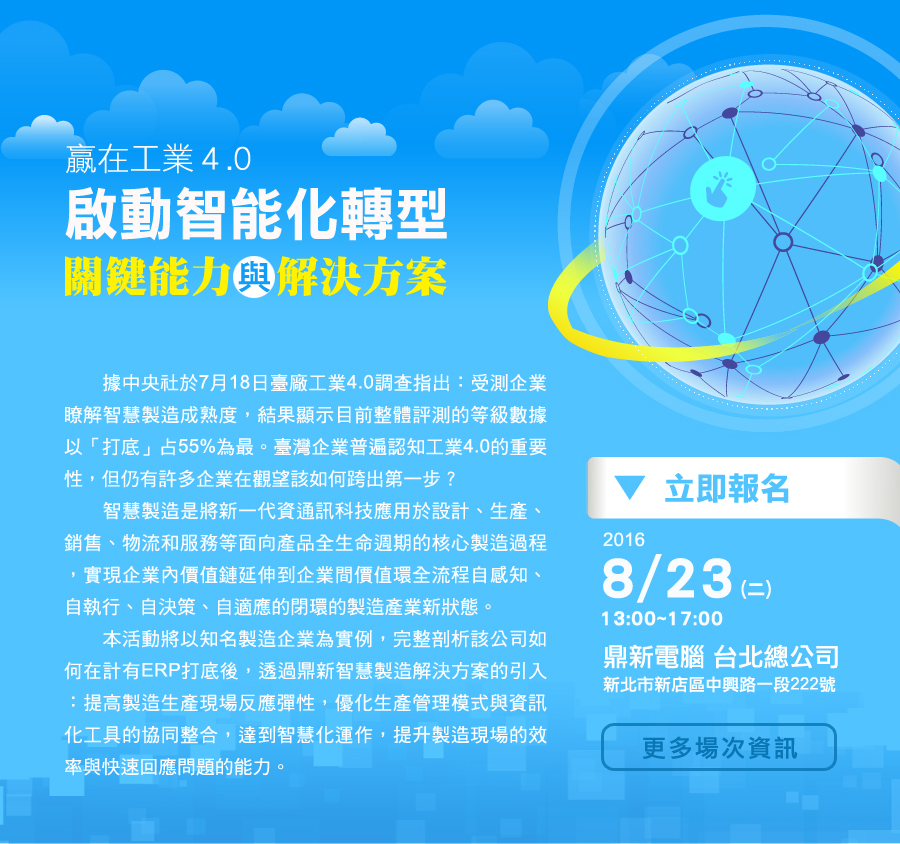 贏在工業 4.0
啟動智能化轉型
關鍵能力與解決方案
據中央社於7月18日臺廠工業4.0調查指出：受測企業
瞭解智慧製造成熟度，結果顯示目前整體評測的等級數據
以「打底」占55%為最。臺灣企業普遍認知工業4.0的重要
性，但仍有許多企業在觀望該如何跨出第一步？
智慧製造是將新一代資通訊科技應用於設計、生產、
銷售、物流和服務等面向產品全生命週期的核心製造過程
，實現企業內價值鏈延伸到企業間價值環全流程自感知、
自執行、自決策、自適應的閉環的製造產業新狀態。
本活動將以知名製造企業為實例，完整剖析該公司如
何在計有ERP打底後，透過鼎新智慧製造解決方案的引入
：提高製造生產現場反應彈性，優化生產管理模式與資訊
化工具的協同整合，達到智慧化運作，提升製造現場的效
率與快速回應問題的能力。
▼ 立即報名
2016
8/23 (二)
13:00~17:00
鼎新電腦 台北總公司
新北市新店區中興路一段222號
更多場次資訊